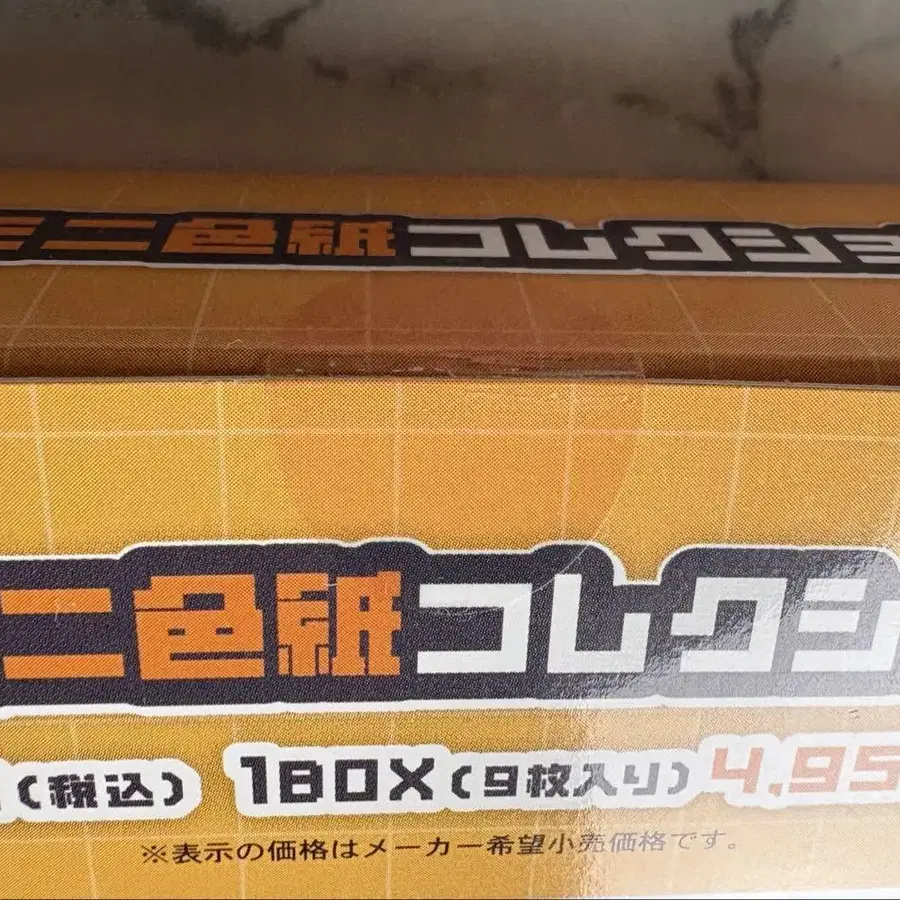 ミニ色紙コレクショ
ニ色紙コレクシ
(税込) 1BOX(9枚入り) 4,95
※表示の価格はメーカー希望小売価格です。